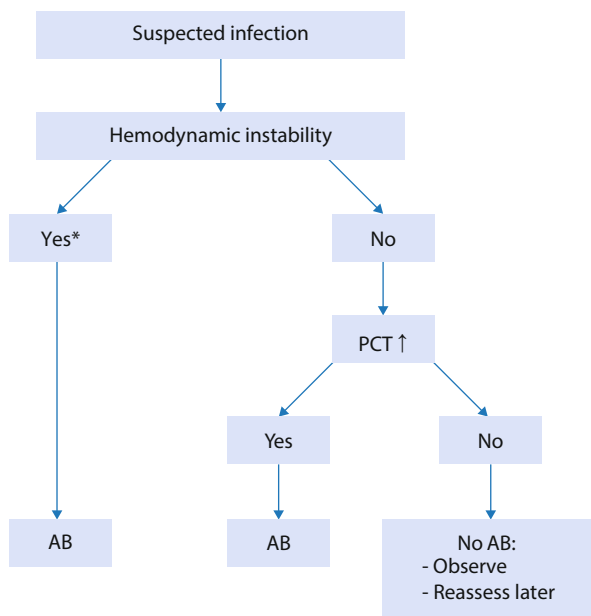 Suspected infection
Hemodynamic instability
Yes*
No
PCT ↑
Yes
No
AB
AB
No AB:
- Observe
- Reassess later